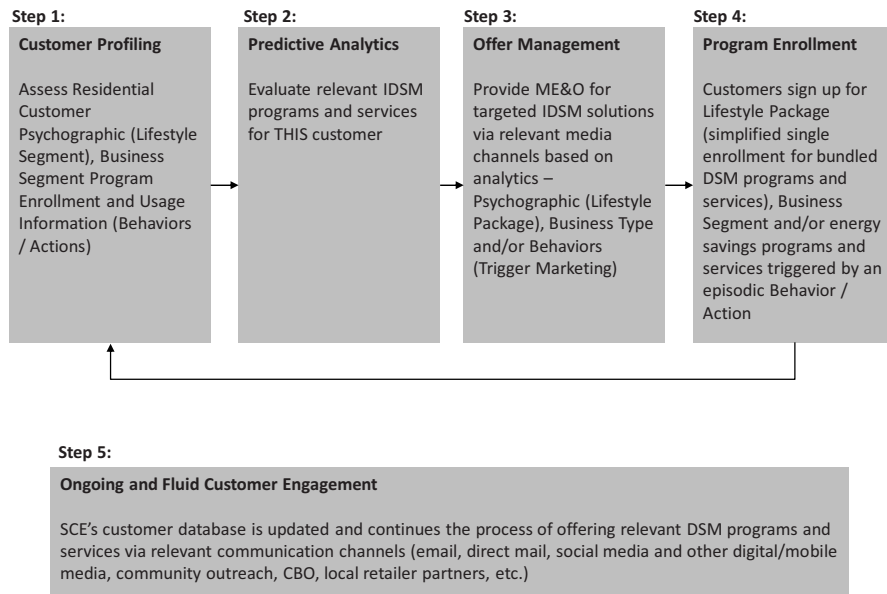 Step 1:
Customer Profiling
Assess Residential
Customer
Psychographic (Lifestyle
Segment), Business
Segment Program
Enrollment and Usage
Information (Behaviors
/ Actions)
Step 2:
Predictive Analytics
Evaluate relevant IDSM
programs and services
for THIS customer
Step 3:
Offer Management
Provide ME&O for
targeted IDSM solutions
via relevant media
channels based on
analytics –
Psychographic (Lifestyle
Package), Business Type
and/or Behaviors
(Trigger Marketing)
Step 4:
Program Enrollment
Customers sign up for
Lifestyle Package
(simplified single
enrollment for bundled
DSM programs and
services), Business
Segment and/or energy
savings programs and
services triggered by an
episodic Behavior /
Action
Step 5:
Ongoing and Fluid Customer Engagement
SCE’s customer database is updated and continues the process of offering relevant DSM programs and
services via relevant communication channels (email, direct mail, social media and other digital/mobile
media, community outreach, CBO, local retailer partners, etc.)